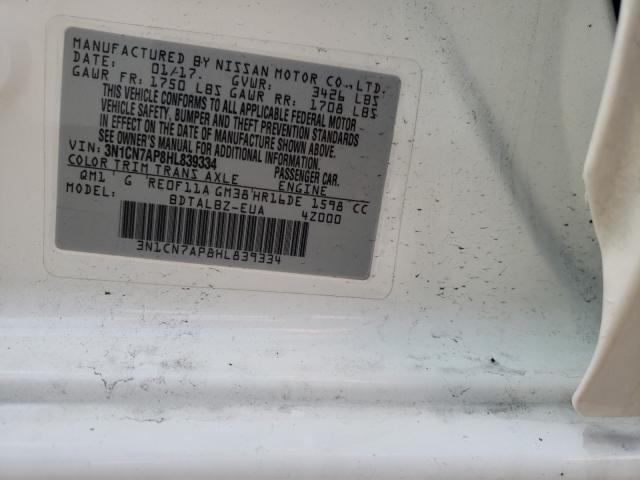 MANUFACTURED BY NISSAN MOTOR CO.,LTD.
DATE: 01/17. GVWR: 3426 LBS
GAWR FR: 1750 LBS GAWR RR: 1708 LBS
THIS VEHICLE CONFORMS TO ALL APPLICABLE FEDERAL MOTOR
VEHICLE SAFETY, BUMPER AND THEFT PREVENTION STANDARDS
IN EFFECT ON THE DATE OF MANUFACTURE SHOWN ABOVE.
SEE OWNER'S MANUAL FOR ADDITIONAL INFORMATION.
VIN: 3N1CN7AP8HL839334 PASSENGER CAR.
COLOR TRIM TRANS AXLE ENGINE
QM1 G RE0F11A GM38 HR16DE 1598 CC
MODEL: BDTALBZ-EUA 4Z000
3N1CN7AP8HL839334